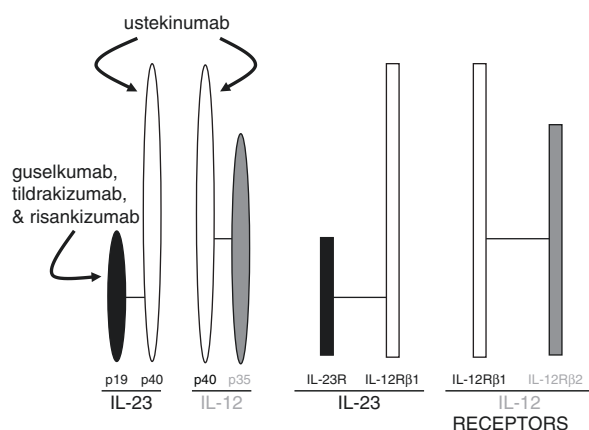 ustekinumab
guselkumab,
tildrakizumab,
& risankizumab
p19 p40 p40 p35 IL-23R IL-12Rβ1 IL-12Rβ1 IL-12Rβ2
IL-23 IL-12 IL-23 IL-12
RECEPTORS